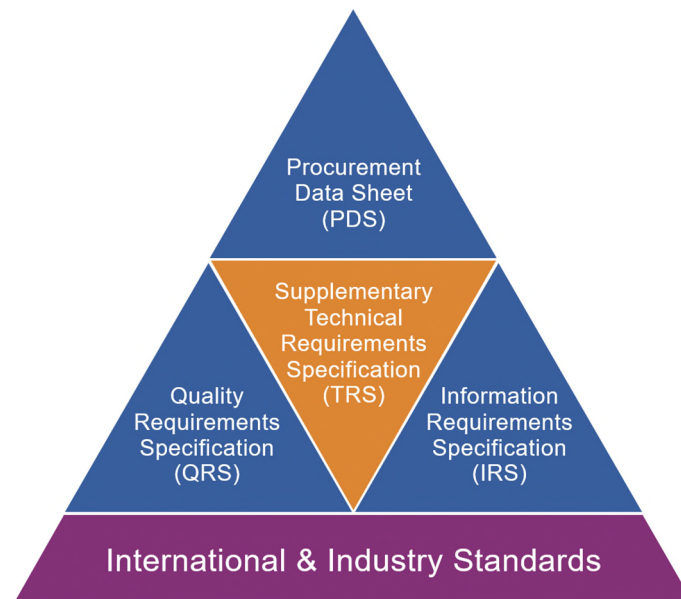 Procurement
Data Sheet
(PDS)
Supplementary
Technical
Requirements
Specification
(TRS)
Quality
Requirements
Specification
(QRS)
Information
Requirements
Specification
(IRS)
International & Industry Standards